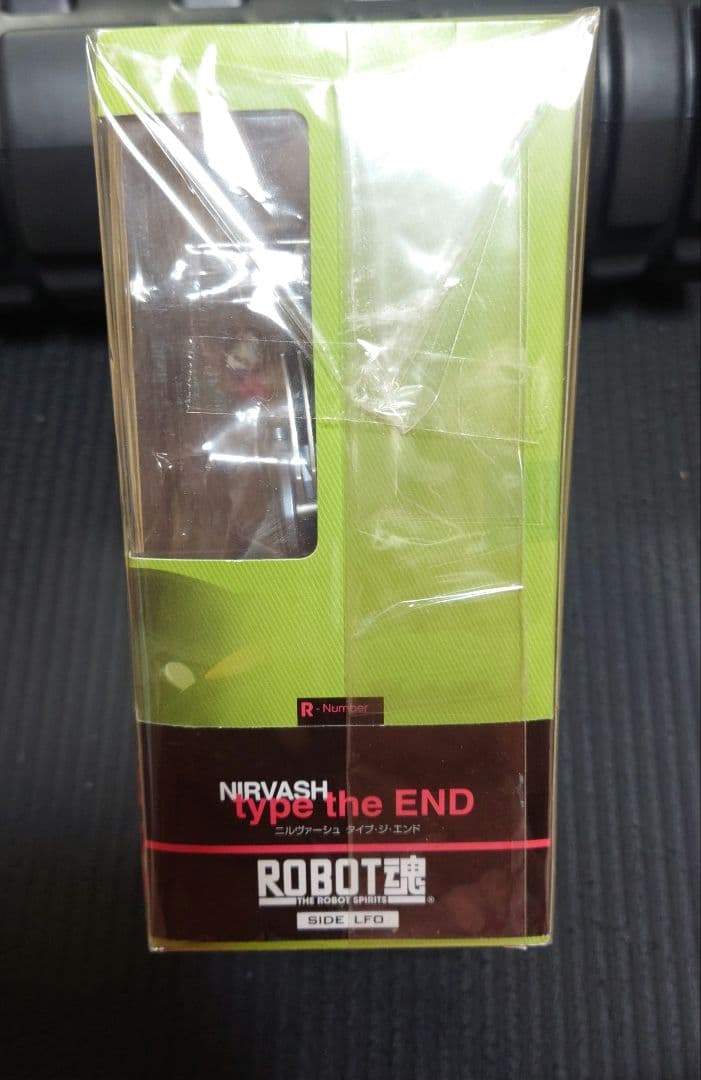 R - Number
NIRVASH
type the END
ニルヴァーシュ タイプ・ジ・エンド
ROBOT魂
THE ROBOT SPIRITS ®
SIDE LFO